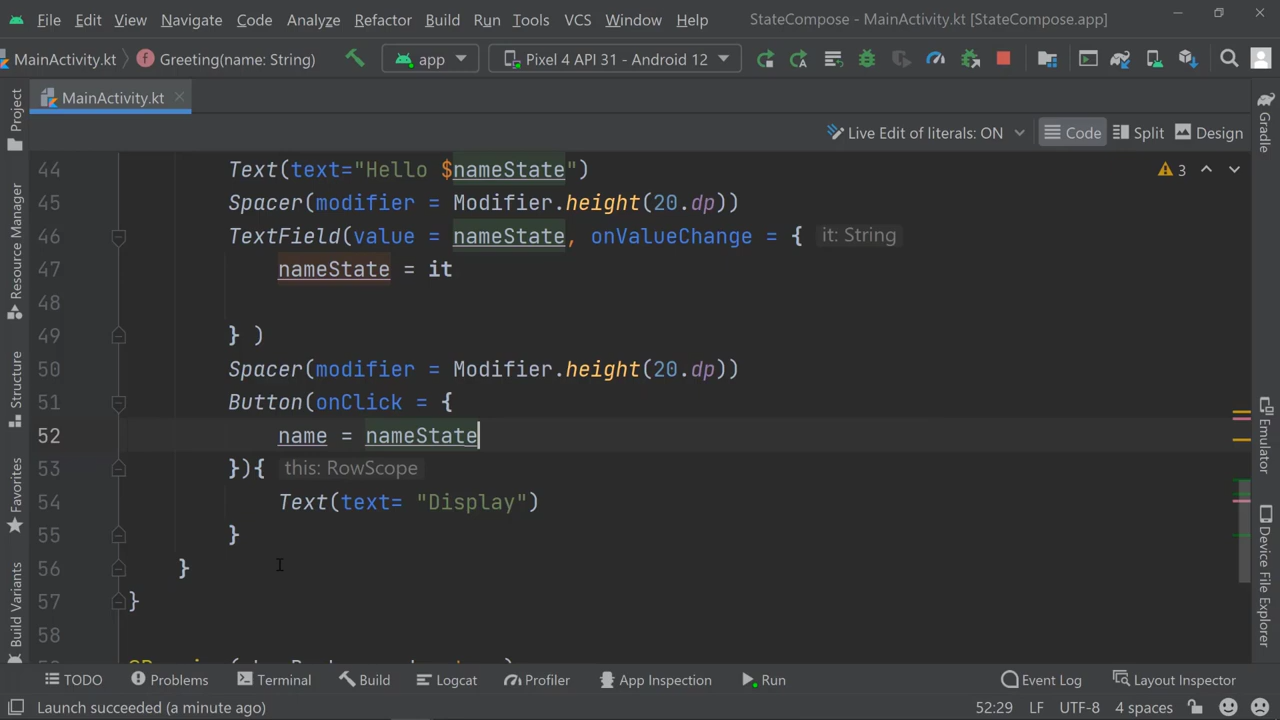 File Edit View Navigate Code Analyze Refactor Build Run Tools VCS Window Help StateCompose - MainActivity.kt [StateCompose.app]
MainActivity.kt Greeting(name: String) app Pixel 4 API 31 - Android 12
MainActivity.kt
Live Edit of literals: ON Code Split Design
44 Text(text="Hello $nameState") 3
45 Spacer(modifier = Modifier.height(20.dp))
46 TextField(value = nameState, onValueChange = { it: String
47 nameState = it
48
49 } )
50 Spacer(modifier = Modifier.height(20.dp))
51 Button(onClick = {
52 name = nameState
53 }){ this: RowScope
54 Text(text= "Display")
55 }
56 }
57 }
58
Project
Resource Manager
Structure
Favorites
Build Variants
Gradle
Emulator
Device File Explorer
TODO Problems Terminal Build Logcat Profiler App Inspection Run Event Log Layout Inspector
Launch succeeded (a minute ago) 52:29 LF UTF-8 4 spaces